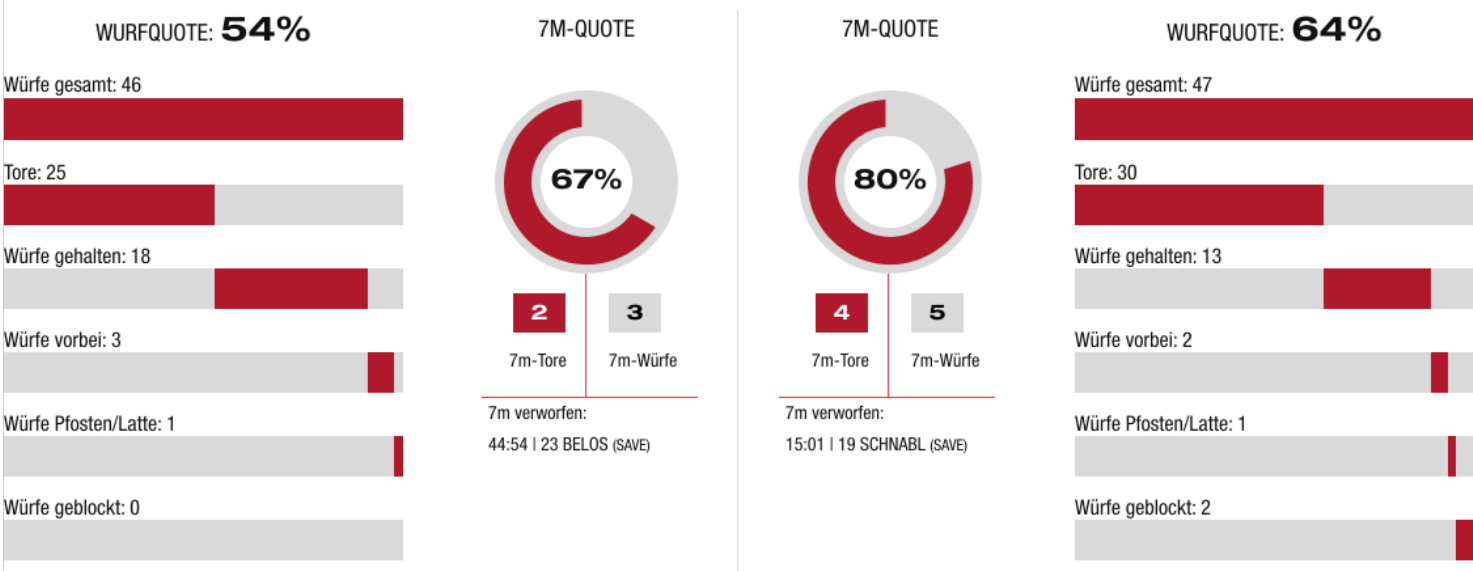 WURFQUOTE: 54%
Würfe gesamt: 46
Tore: 25
Würfe gehalten: 18
Würfe vorbei: 3
Würfe Pfosten/Latte: 1
Würfe geblockt: 0
7M-QUOTE
67%
2 3
7m-Tore 7m-Würfe
7m verworfen:
44:54 | 23 BELOS (SAVE)
7M-QUOTE
80%
4 5
7m-Tore 7m-Würfe
7m verworfen:
15:01 | 19 SCHNABL (SAVE)
WURFQUOTE: 64%
Würfe gesamt: 47
Tore: 30
Würfe gehalten: 13
Würfe vorbei: 2
Würfe Pfosten/Latte: 1
Würfe geblockt: 2